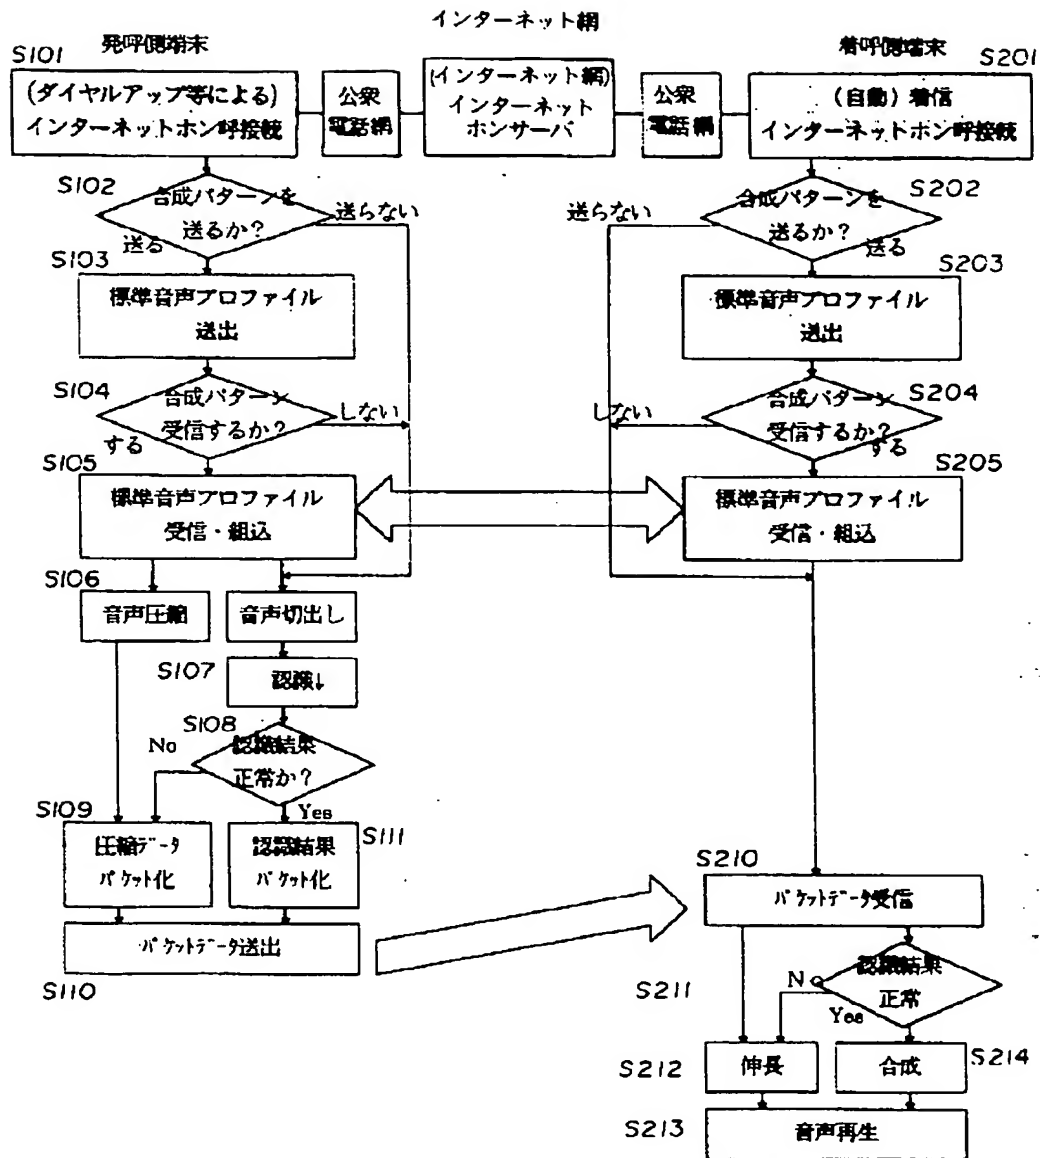 インターネット網
発呼側端末
着呼側端末
S101
S201
(ダイヤルアップ等による)
インターネットホン呼接続
公衆
電話網
(インターネット網)
インターネット
ホンサーバ
公衆
電話網
(自動)着信
インターネットホン呼接続
S102
合成パターンを
送るか?
送らない
送る
S202
合成パターンを
送るか?
送らない
送る
S103
標準音声プロファイル
送出
S203
標準音声プロファイル
送出
S104
合成パターン
受信するか?
しない
する
S204
合成パターン
受信するか?
しない
する
S105
標準音声プロファイル
受信・組込
S205
標準音声プロファイル
受信・組込
S106
音声圧縮
音声切出し
S107
認識↓
S108
認識結果
正常か?
No
Yes
S109
圧縮データ
パケット化
S111
認識結果
パケット化
パケットデータ送出
S110
S210
パケットデータ受信
S211
認識結果
正常
No
Yes
S212
伸長
合成
S214
S213
音声再生